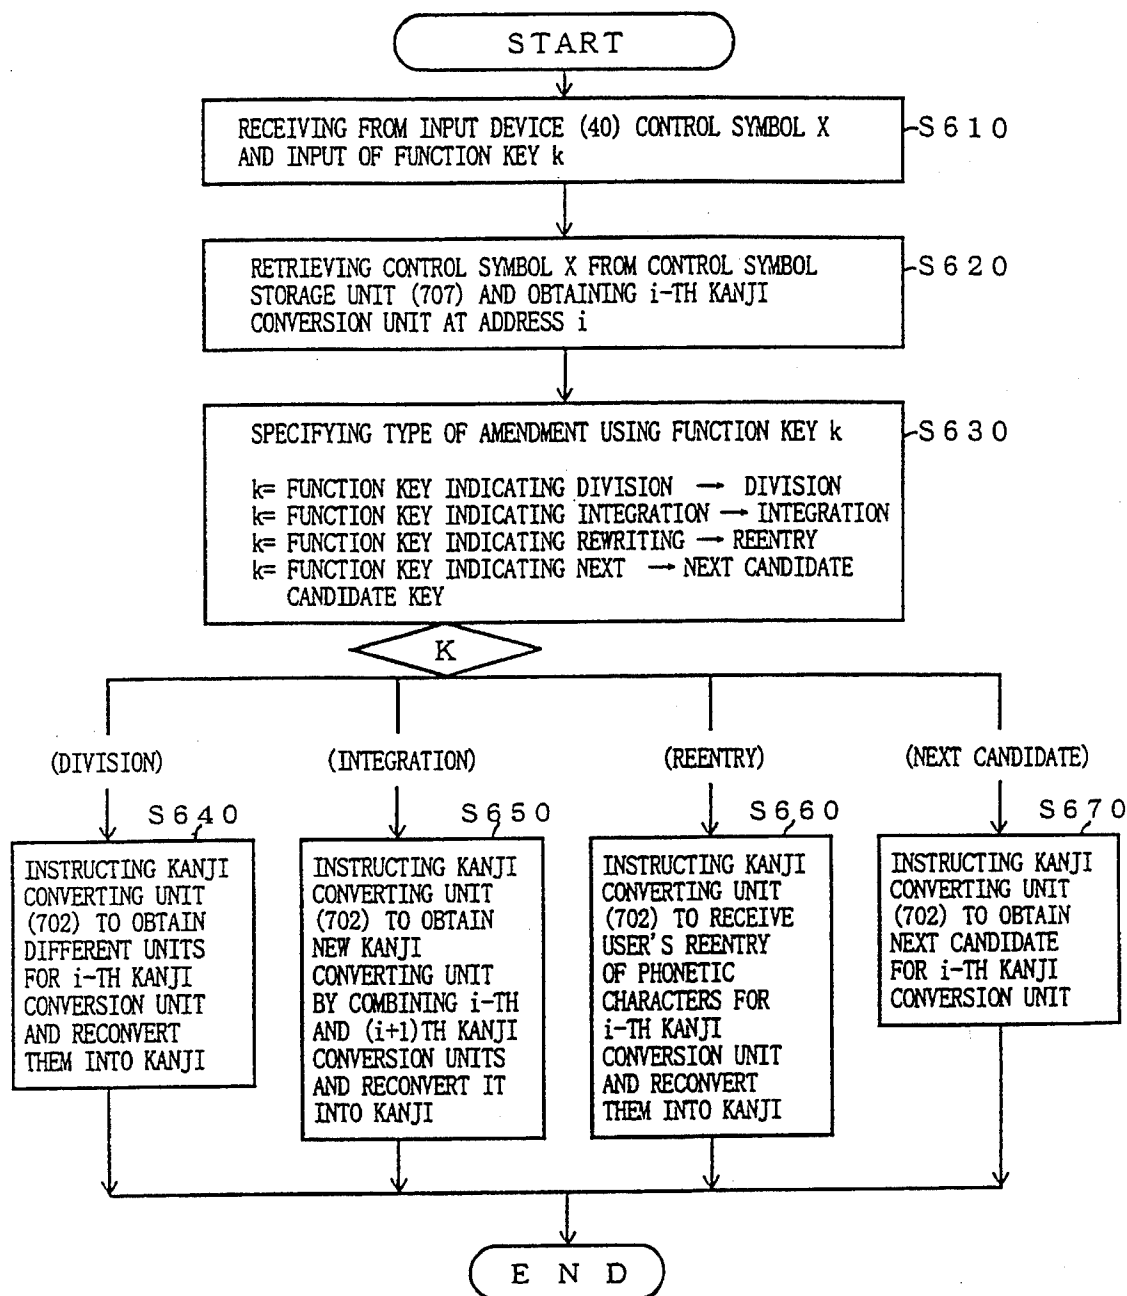 START
RECEIVING FROM INPUT DEVICE (40) CONTROL SYMBOL X
AND INPUT OF FUNCTION KEY k
S610
RETRIEVING CONTROL SYMBOL X FROM CONTROL SYMBOL
STORAGE UNIT (707) AND OBTAINING i-TH KANJI
CONVERSION UNIT AT ADDRESS i
S620
SPECIFYING TYPE OF AMENDMENT USING FUNCTION KEY k
S630
k= FUNCTION KEY INDICATING DIVISION → DIVISION
k= FUNCTION KEY INDICATING INTEGRATION → INTEGRATION
k= FUNCTION KEY INDICATING REWRITING → REENTRY
k= FUNCTION KEY INDICATING NEXT → NEXT CANDIDATE
CANDIDATE KEY
K
(DIVISION)
(INTEGRATION)
(REENTRY)
(NEXT CANDIDATE)
S640
INSTRUCTING KANJI
CONVERTING UNIT
(702) TO OBTAIN
DIFFERENT UNITS
FOR i-TH KANJI
CONVERSION UNIT
AND RECONVERT
THEM INTO KANJI
S650
INSTRUCTING KANJI
CONVERTING UNIT
(702) TO OBTAIN
NEW KANJI
CONVERTING UNIT
BY COMBINING i-TH
AND (i+1)TH KANJI
CONVERSION UNITS
AND RECONVERT IT
INTO KANJI
S660
INSTRUCTING KANJI
CONVERTING UNIT
(702) TO RECEIVE
USER'S REENTRY
OF PHONETIC
CHARACTERS FOR
i-TH KANJI
CONVERSION UNIT
AND RECONVERT
THEM INTO KANJI
S670
INSTRUCTING KANJI
CONVERTING UNIT
(702) TO OBTAIN
NEXT CANDIDATE
FOR i-TH KANJI
CONVERSION UNIT
END